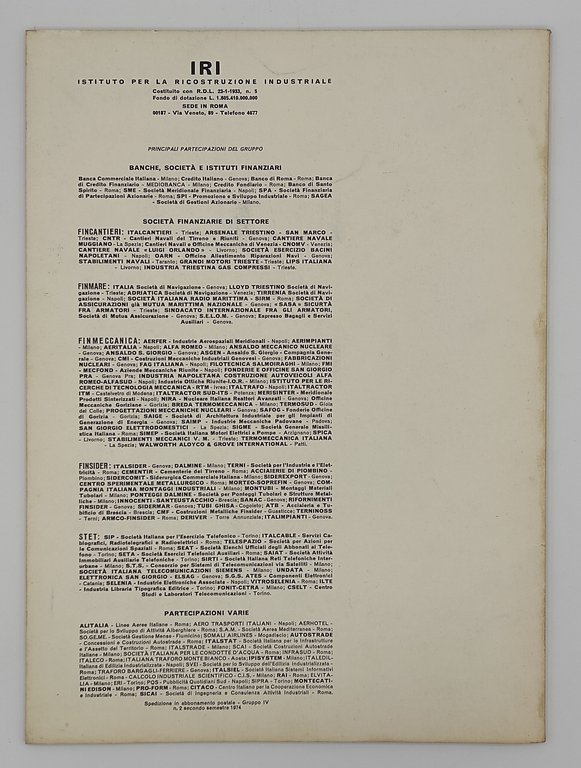 IRI
ISTITUTO PER LA RICOSTRUZIONE INDUSTRIALE
Costituito con R.D.L. 23-1-1933, n. 5
Fondo di dotazione L. 1.805.410.000.000
SEDE IN ROMA
00187 - Via Veneto, 89 - Telefono 4677
PRINCIPALI PARTECIPAZIONI DEL GRUPPO
BANCHE, SOCIETÀ E ISTITUTI FINANZIARI
Banca Commerciale Italiana - Milano; Credito Italiano - Genova; Banco di Roma - Roma; Banca
di Credito Finanziario - MEDIOBANCA - Milano; Credito Fondiario - Roma; Banco di Santo
Spirito - Roma; SME - Società Meridionale Finanziaria - Napoli; SPA - Società Finanziaria
di Partecipazioni Azionarie - Roma; SPI - Promozione e Sviluppo Industriale - Roma; SAGEA
- Società di Gestioni Azionarie - Milano.
SOCIETÀ FINANZIARIE DI SETTORE
FINCANTIERI: ITALCANTIERI - Trieste; ARSENALE TRIESTINO - SAN MARCO -
Trieste; CNTR - Cantieri Navali del Tirreno e Riuniti - Genova; CANTIERE NAVALE
MUGGIANO - La Spezia; Cantieri Navali e Officine Meccaniche di Venezia - CNOMV - Venezia;
CANTIERE NAVALE «LUIGI ORLANDO» - Livorno; SOCIETÀ ESERCIZIO BACINI
NAPOLETANI - Napoli; OARN - Officine Allestimento Riparazioni Navi - Genova;
STABILIMENTI NAVALI - Taranto; GRANDI MOTORI TRIESTE - Trieste; LIPS ITALIANA
- Livorno; INDUSTRIA TRIESTINA GAS COMPRESSI - Trieste.
FINMARE: ITALIA Società di Navigazione - Genova; LLOYD TRIESTINO Società di Navi-
gazione - Trieste; ADRIATICA Società di Navigazione - Venezia; TIRRENIA Società di Navi-
gazione - Napoli; SOCIETÀ ITALIANA RADIO MARITTIMA - SIRM - Roma; SOCIETÀ DI
ASSICURAZIONI già MUTUA MARITTIMA NAZIONALE - Genova; «SASA» SICURTÀ
FRA ARMATORI - Trieste; SINDACATO INTERNAZIONALE FRA GLI ARMATORI,
Società di Mutua Assicurazione - Genova; S.E.L.O.M. - Genova; Espresso Bagagli e Servizi
Ausiliari - Genova.
FINMECCANICA: AERFER - Industrie Aerospaziali Meridionali - Napoli; AERIMPIANTI
- Milano; AERITALIA - Napoli; ALFA ROMEO - Milano; ANSALDO MECCANICO NUCLEARE
- Genova; ANSALDO S. GIORGIO - Genova; ASGEN - Ansaldo S. Giorgio - Compagnia Gene-
rale - Genova; CMI - Costruzioni Meccaniche Industriali Genovesi - Genova; FABBRICAZIONI
NUCLEARI - Genova; FAG ITALIANA - Napoli; FILOTECNICA SALMOIRAGHI - Milano; FMI
- MECFOND - Aziende Meccaniche Riunite - Napoli; FONDERIE E OFFICINE SAN GIORGIO
PRA - Genova Pra; INDUSTRIA NAPOLETANA COSTRUZIONE AUTOVEICOLI ALFA
ROMEO-ALFASUD - Napoli; Industrie Ottiche Riunite-I.O.R. - Milano; ISTITUTO PER LE RI-
CERCHE DI TECNOLOGIA MECCANICA - RTM - Ivrea; ITALTRAFO - Napoli; ITALTRACTOR
ITM - Castelvetro di Modena; ITALTRACTOR SUD-ITS - Potenza; MERISINTER - Meridionale
Prodotti Sinterizzati - Napoli; NIRA - Nucleare Italiana Reattori Avanzati - Genova; Officine
Meccaniche Goriziane - Gorizia; BREDA TERMOMECCANICA - Milano; TERMOSUD - Gioia
del Colle; PROGETTAZIONI MECCANICHE NUCLEARI - Genova; SAFOG - Fonderie Officine
di Gorizia - Gorizia; SAIGE - Società di Architettura Industriale per gli Impianti di
Generazione di Energia - Genova; SAIMP - Industrie Meccaniche Padovane - Padova;
SAN GIORGIO ELETTRODOMESTICI - La Spezia; SIGME - Società Generale Missili-
stica Italiana - Roma; SIMEP - Società Italiana Motori Elettrici e Pompe - Arzignano; SPICA
- Livorno; STABILIMENTI MECCANICI V. M. - Trieste; TERMOMECCANICA ITALIANA
- La Spezia; WALWORTH ALOYCO & GROVE INTERNATIONAL - Patti.
FINSIDER: ITALSIDER - Genova; DALMINE - Milano; TERNI - Società per l'Industria e l'Elet-
tricità - Roma; CEMENTIR - Cementerie del Tirreno - Roma; ACCIAIERIE DI PIOMBINO -
Piombino; SIDERCOMIT - Siderurgica Commerciale Italiana - Milano; SIDEREXPORT - Genova;
CENTRO SPERIMENTALE METALLURGICO - Roma; MORTEO-SOPREFIN - Genova; COM-
PAGNIA ITALIANA MONTAGGI INDUSTRIALI - Milano; MONTUBI - Montaggi Materiali
Tubolari - Milano; PONTEGGI DALMINE - Società per Ponteggi Tubolari e Strutture Metal-
liche - Milano; INNOCENTI-SANTEUSTACCHIO - Brescia; SANAC - Genova; RIFORNIMENTI
FINSIDER - Genova; SIDERMAR - Genova; TUBI GHISA - Cogoleto; ATB - Acciaieria e Tu-
bificio di Brescia - Brescia; CMF - Costruzioni Metalliche Finsider - Guasticce; TERNINOSS
- Terni; ARMCO-FINSIDER - Roma; DERIVER - Torre Annunziata; ITALIMPIANTI - Genova.
STET: SIP - Società Italiana per l'Esercizio Telefonico - Torino; ITALCABLE - Servizi Ca-
blografici, Radiotelegrafici e Radioelettrici - Roma; TELESPAZIO - Società per Azioni per
le Comunicazioni Spaziali - Roma; SEAT - Società Elenchi Ufficiali degli Abbonati al Tele-
fono - Torino; SETA - Società Esercizi Telefonici Ausiliari - Roma; SAIAT - Società Attività
Immobiliari Ausiliarie Telefoniche - Torino; SIRTI - Società Italiana Reti Telefoniche Inter-
urbane - Milano; S.T.S. - Consorzio per Sistemi di Telecomunicazioni via Satelliti - Milano;
SOCIETÀ ITALIANA TELECOMUNICAZIONI SIEMENS - Milano; UNDATA - Milano;
ELETTRONICA SAN GIORGIO - ELSAG - Genova; S.G.S. ATES - Componenti Elettronici
- Catania; SELENIA - Industrie Elettroniche Associate - Napoli; VITROSELENIA - Roma; ILTE
- Industria Libraria Tipografica Editrice - Torino; FONIT-CETRA - Milano; CSELT - Centro
Studi e Laboratori Telecomunicazioni - Torino.
PARTECIPAZIONI VARIE
ALITALIA - Linee Aeree Italiane - Roma; AERO TRASPORTI ITALIANI - Napoli; AERHOTEL -
Società per lo Sviluppo di Attività Alberghiere - Roma; S.A.M. - Società Aerea Mediterranea - Roma;
SO.GE.ME. - Società Gestione Mense - Fiumicino; SOMALI AIRLINES - Mogadiscio; AUTOSTRADE
- Concessioni e Costruzioni Autostrade - Roma; ITALSTAT - Società Italiana per le Infrastrutture
e l'Assetto del Territorio - Roma; ITALSTRADE - Milano; SCAI - Società Costruzioni Autostrade
Italiane - Milano; SOCIETÀ ITALIANA PER LE CONDOTTE D'ACQUA - Roma; INFRASUD - Roma;
ITALECO - Roma; ITALIANA TRAFORO MONTE BIANCO - Aosta; IPISYSTEM - Milano; ITALEDIL -
Italiana di Edilizia Industrializzata - Napoli; SVEI - Società per lo Sviluppo dell'Edilizia Industrializzata -
Roma; TRAFORO BARGAGLI FERRIERE - Genova; ITALSIEL - Società Italiana Sistemi Informativi
Elettronici - Roma - CALCOLO INDUSTRIALE SCIENTIFICO - C.I.S. - Milano; RAI - Roma; ELVITA-
LIA - Milano; ERI - Torino; PQS - Pubblicità Quotidiani Sud - Napoli; SIPRA - Torino; MONTECATI-
NI EDISON - Milano; PRO-FORM - Roma; CITACO - Centro Italiano per la Cooperazione Economica
e Industriale - Roma; SICAI - Società di Ingegneria e Consulenza Attività Industriali - Roma.
Spedizione in abbonamento postale - Gruppo IV
n. 2 secondo semestre 1974